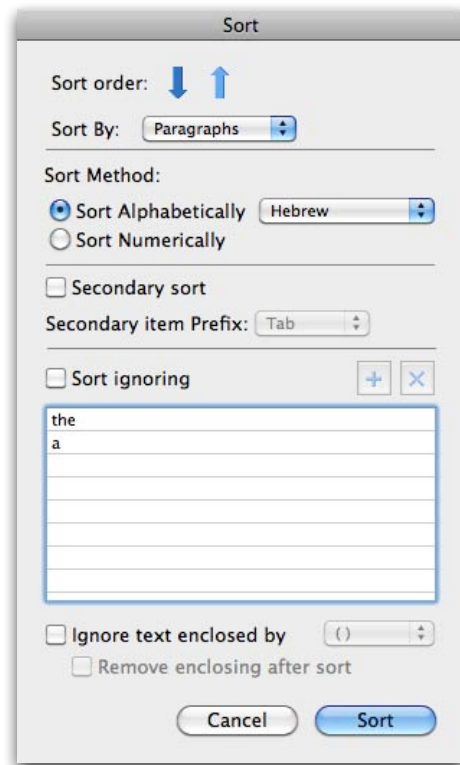 Sort
Sort order:
Sort By: Paragraphs
Sort Method:
Sort Alphabetically Hebrew
Sort Numerically
Secondary sort
Secondary item Prefix: Tab
Sort ignoring + ×
the
a
Ignore text enclosed by ()
Remove enclosing after sort
Cancel Sort